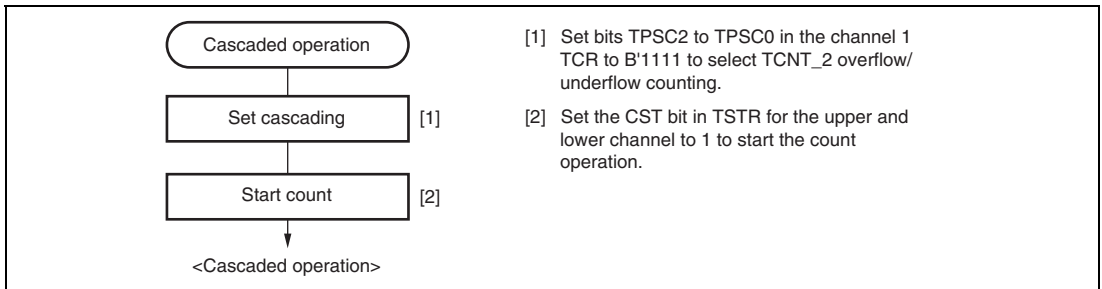 Cascaded operation
Set cascading [1]
Start count [2]
<Cascaded operation>
[1] Set bits TPSC2 to TPSC0 in the channel 1
TCR to B'1111 to select TCNT_2 overflow/
underflow counting.
[2] Set the CST bit in TSTR for the upper and
lower channel to 1 to start the count
operation.